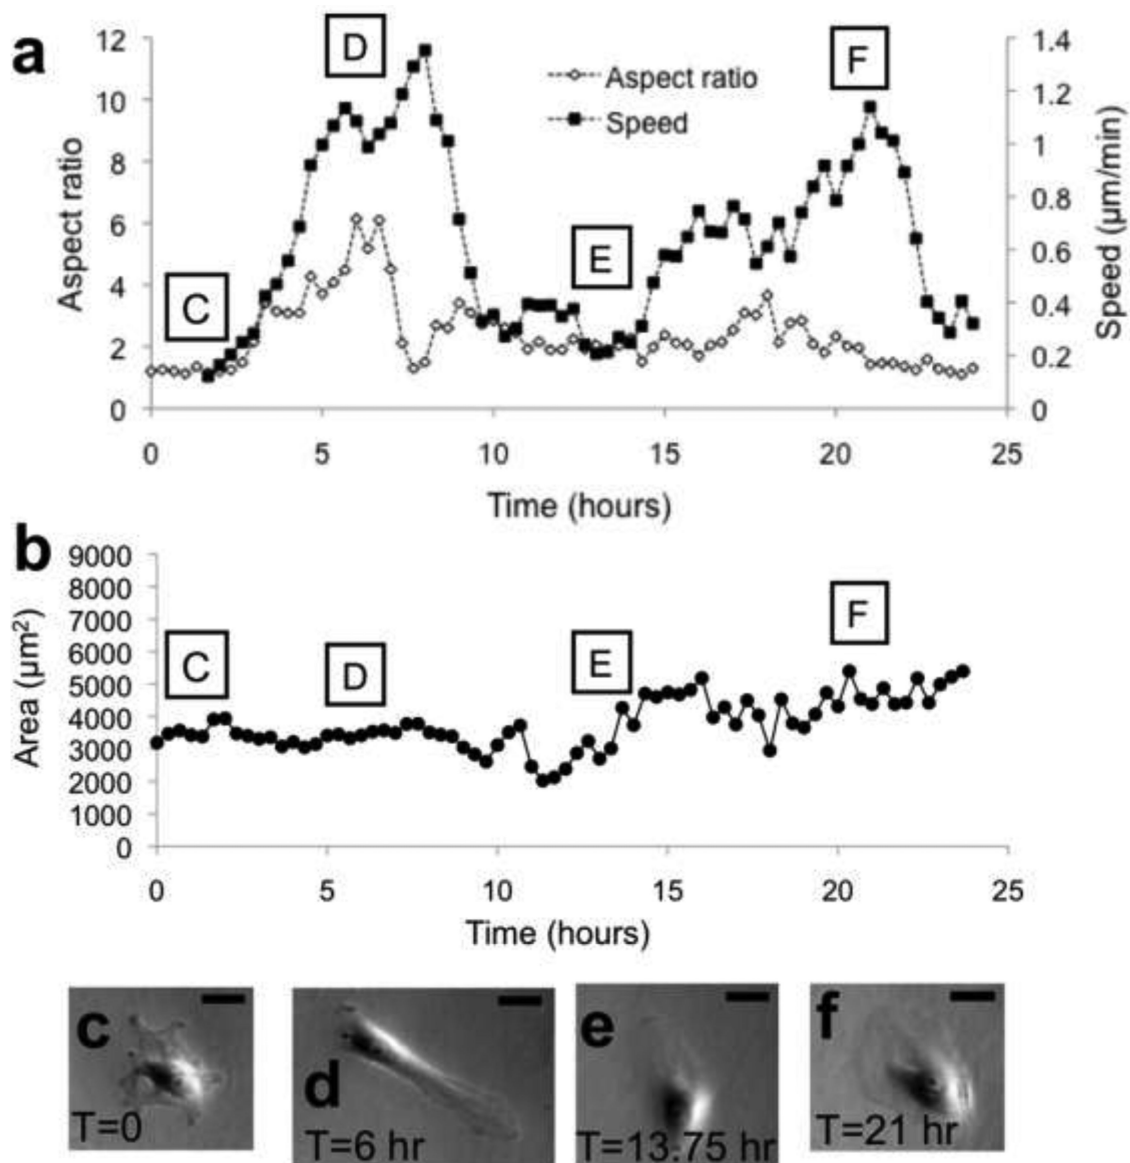 a
D
F
Aspect ratio
Speed
C
E
12
10
8
6
4
2
0
Aspect ratio
1.4
1.2
1
0.8
0.6
0.4
0.2
0
Speed (µm/min)
0 5 10 15 20 25
Time (hours)
b
9000
8000
7000
6000
5000
4000
3000
2000
1000
0
Area (µm²)
C
D
E
F
0 5 10 15 20 25
Time (hours)
c
T=0
d
T=6 hr
e
T=13.75 hr
f
T=21 hr